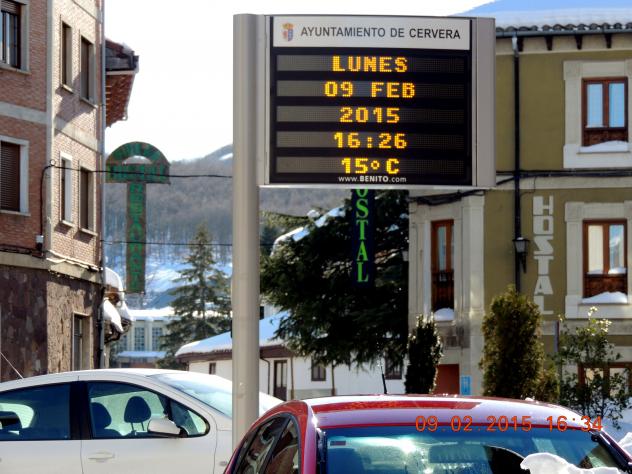 AYUNTAMIENTO DE CERVERA
LUNES
09 FEB
2015
16:26
15ºC
www.BENITO.com
HOSTAL
HOSTAL
09 02 2015 16 34